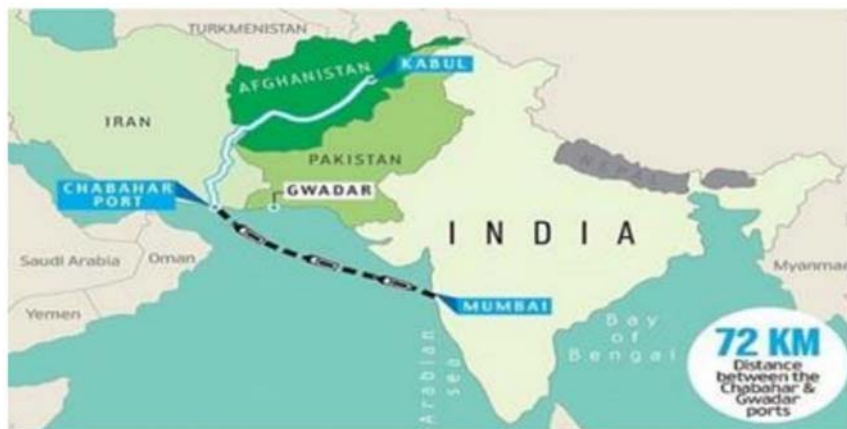 TURKMENISTAN
AFGHANISTAN
KABUL
IRAN
PAKISTAN
NEPAL
CHABAHAR
PORT
GWADAR
INDIA
Saudi Arabia
Oman
Myanmar
Yemen
MUMBAI
Arabian
sea
Bay
of
Bengal
72 KM
Distance
between the
Chabahar &
Gwadar
ports